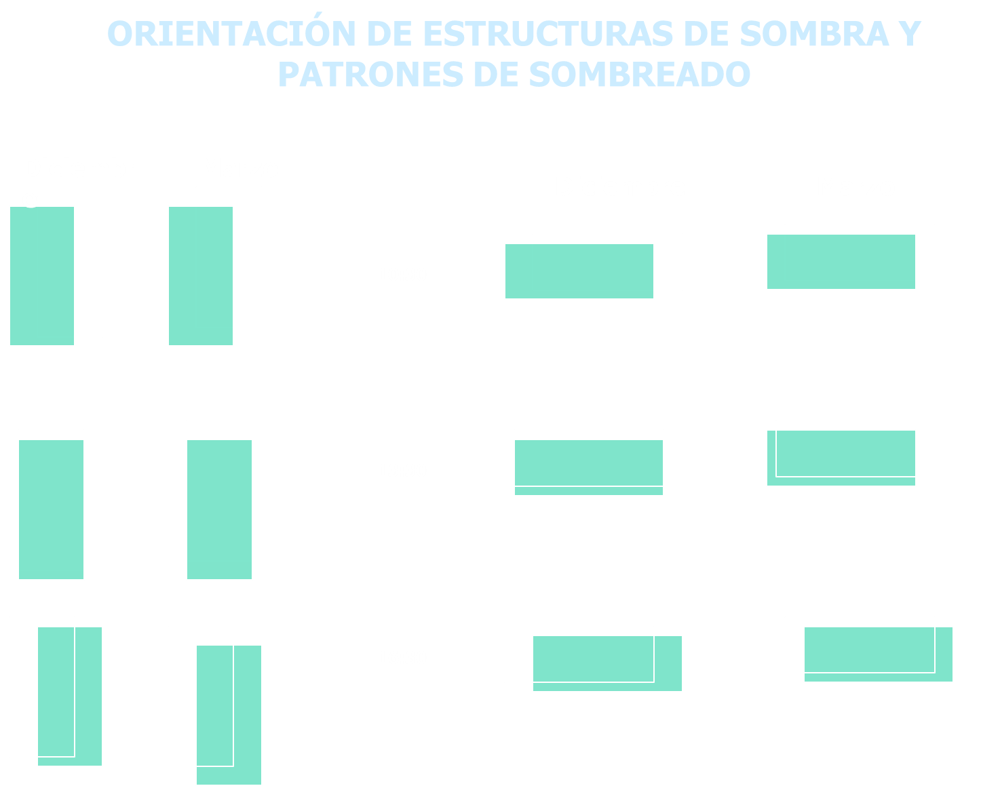 ORIENTACIÓN DE ESTRUCTURAS DE SOMBRA Y
PATRONES DE SOMBREADO